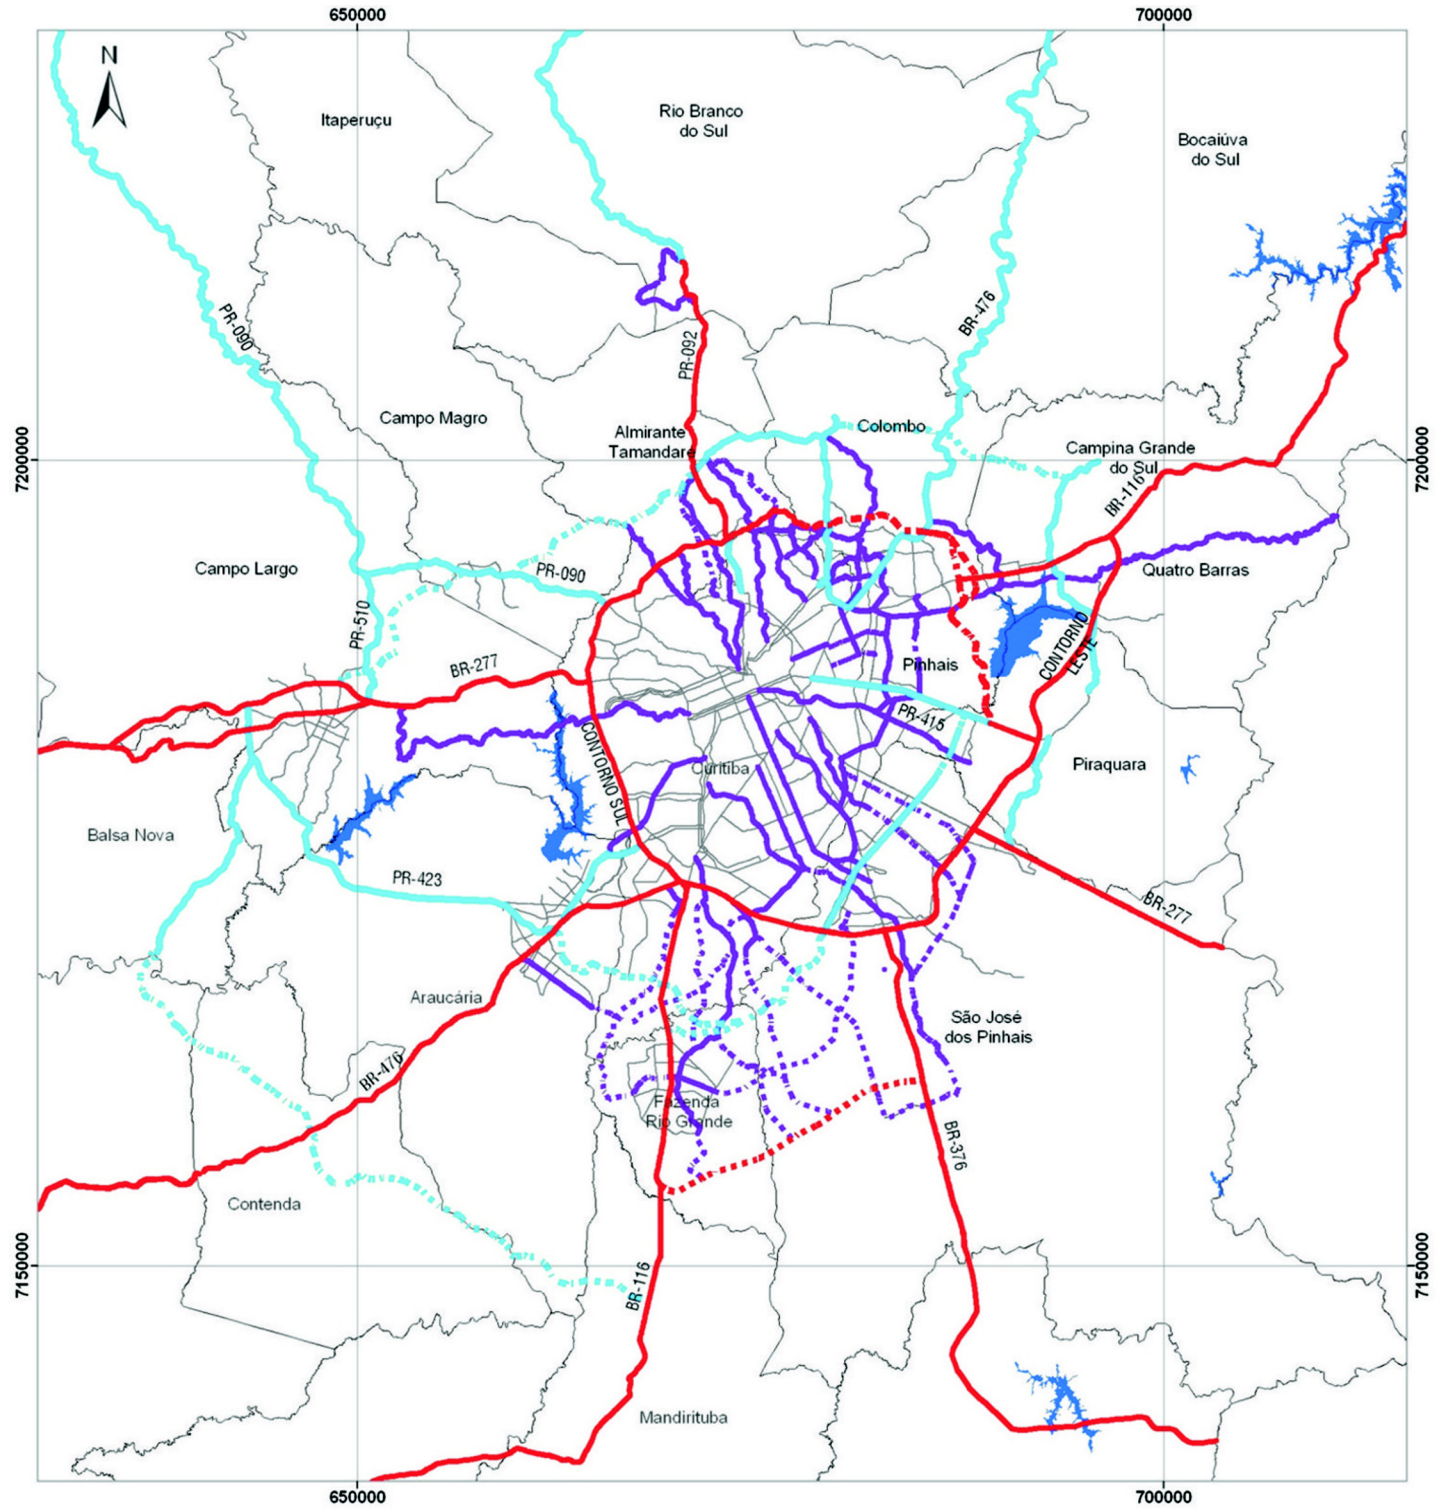 650000
700000
N
Itaperuçu
Rio Branco
do Sul
Bocaiúva
do Sul
PR-090
BR-476
PR-092
Campo Magro
Almirante
Tamandaré
Colombo
Campina Grande
do Sul
7200000
7200000
BR-116
Campo Largo
PR-090
Quatro Barras
PR-510
CONTORNO
LESTE
BR-277
Pinhais
PR-415
CONTORNO SUL
Curitiba
Piraquara
Balsa Nova
PR-423
BR-277
Araucária
São José
dos Pinhais
BR-476
Fazenda
Rio Grande
BR-376
Contenda
7150000
7150000
BR-116
Mandirituba
650000
700000